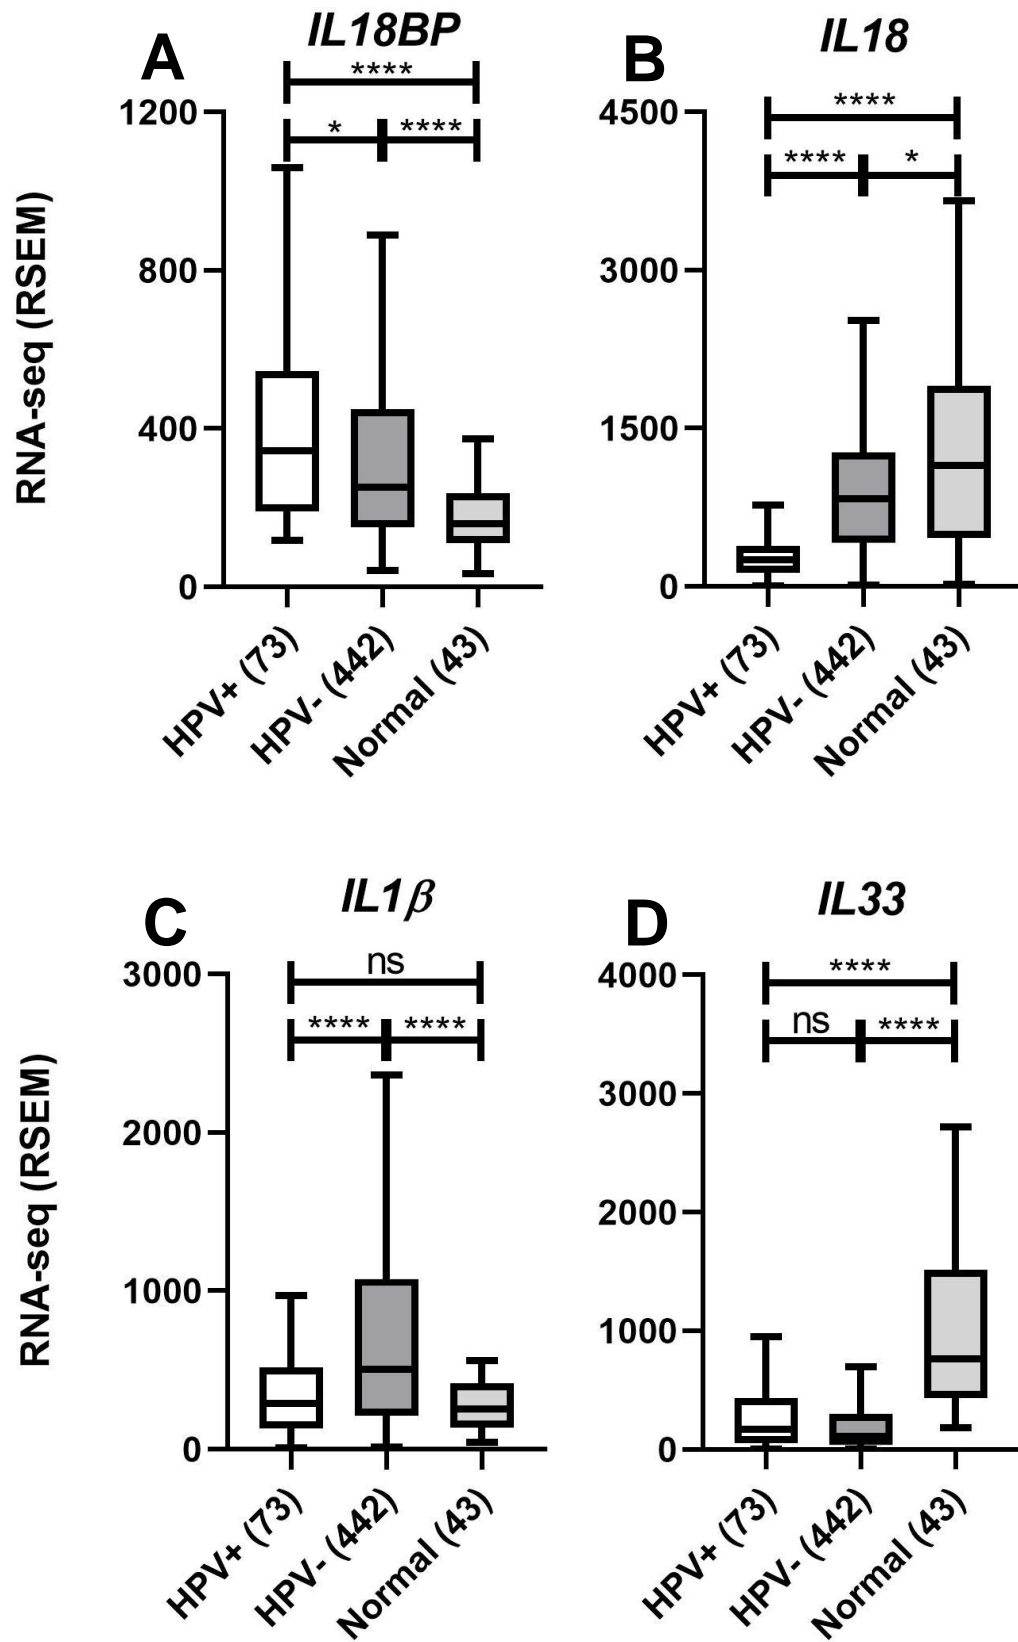 A
IL18BP
****
* ****
1200
800
400
0
RNA-seq (RSEM)
HPV+ (73)
HPV- (442)
Normal (43)
B
IL18
****
**** *
4500
3000
1500
0
HPV+ (73)
HPV- (442)
Normal (43)
C
IL1β
ns
**** ****
3000
2000
1000
0
RNA-seq (RSEM)
HPV+ (73)
HPV- (442)
Normal (43)
D
IL33
****
ns ****
4000
3000
2000
1000
0
HPV+ (73)
HPV- (442)
Normal (43)